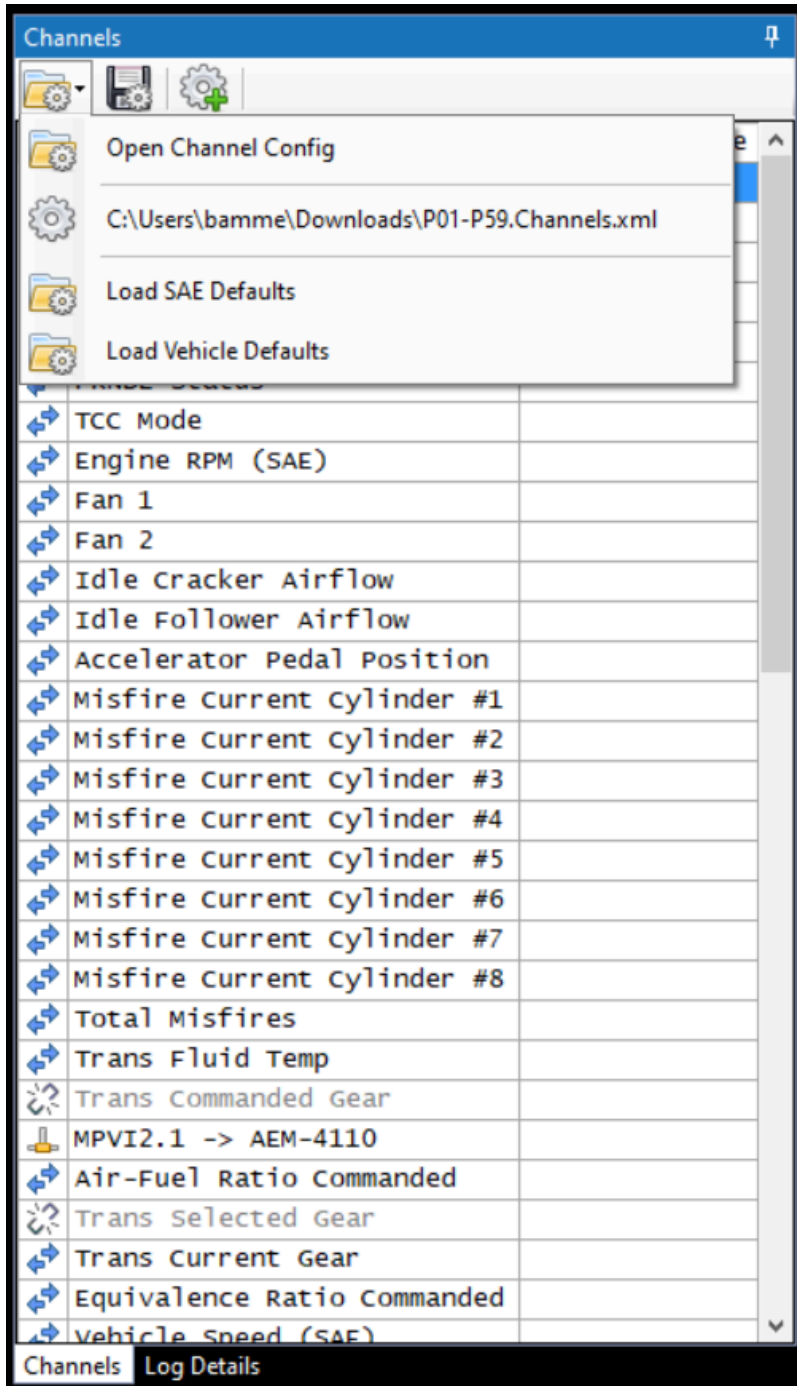 Channels
Open Channel Config
e
C:\Users\bamme\Downloads\P01-P59.Channels.xml
Load SAE Defaults
Load Vehicle Defaults
TCC Mode
Engine RPM (SAE)
Fan 1
Fan 2
Idle Cracker Airflow
Idle Follower Airflow
Accelerator Pedal Position
Misfire Current Cylinder #1
Misfire Current Cylinder #2
Misfire Current Cylinder #3
Misfire Current Cylinder #4
Misfire Current Cylinder #5
Misfire Current Cylinder #6
Misfire Current Cylinder #7
Misfire Current Cylinder #8
Total Misfires
Trans Fluid Temp
Trans Commanded Gear
MPVI2.1 -> AEM-4110
Air-Fuel Ratio Commanded
Trans Selected Gear
Trans Current Gear
Equivalence Ratio Commanded
Vehicle Speed (SAE)
Channels Log Details